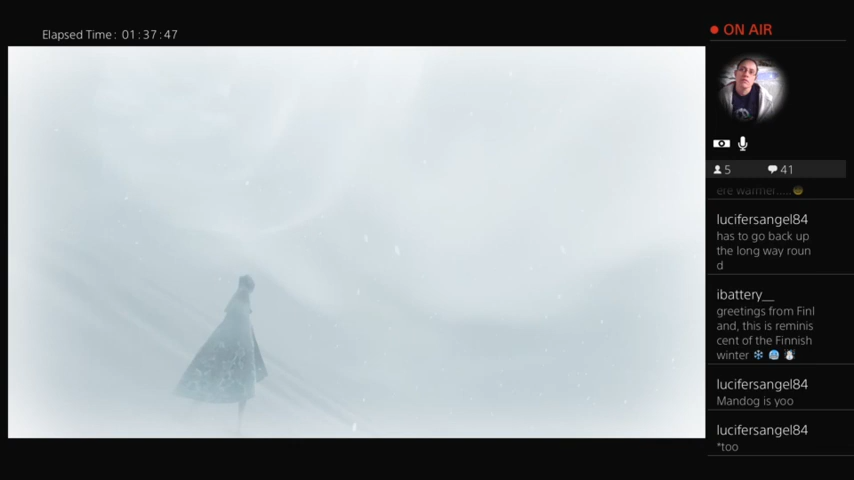 Elapsed Time: 01:37:47
ON AIR
5 41
ere warmer.....
lucifersangel84
has to go back up
the long way roun
d
ibattery__
greetings from Finl
and, this is reminis
cent of the Finnish
winter
lucifersangel84
Mandog is yoo
lucifersangel84
*too